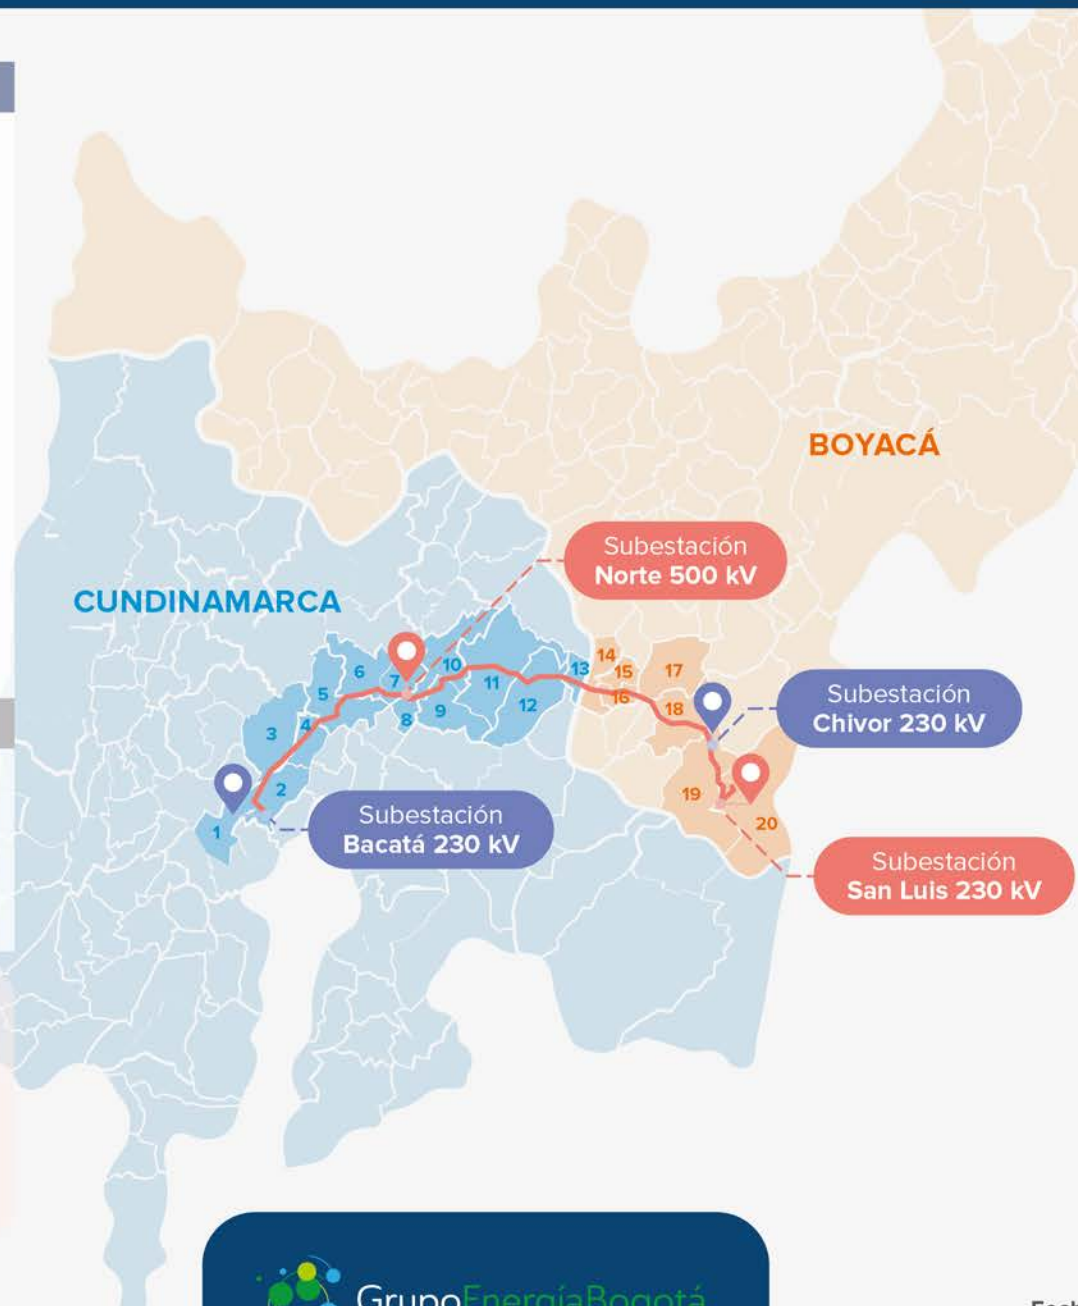 BOYACÁ
Subestación
Norte 500 kV
CUNDINAMARCA
14
13
15
17
10
6
7
11
16
5
12
18
9
8
4
3
Subestación
Chivor 230 kV
2
19
1
20
Subestación
Bacatá 230 kV
Subestación
San Luis 230 kV
GrupoEnergíaBogotá